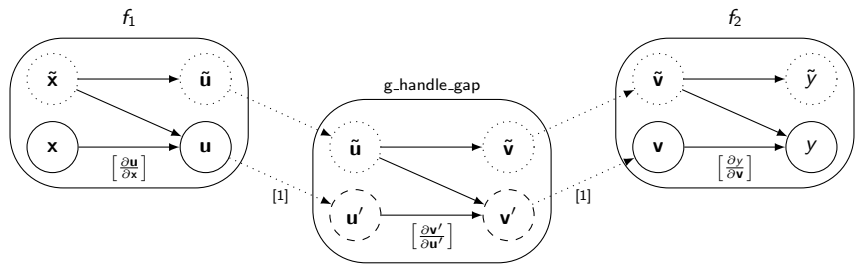 f₁
f₂
g_handle_gap
x̃
ũ
ṽ
ỹ
x
u
[∂u/∂x]
ũ
ṽ
v
y
[∂y/∂v]
[1]
[1]
u′
v′
[∂v′/∂u′]